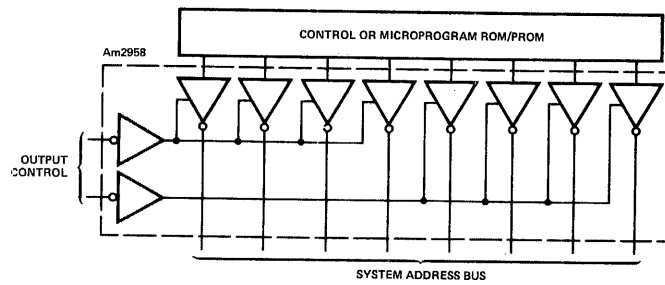 CONTROL OR MICROPROGRAM ROM/PROM
Am2958
OUTPUT
CONTROL
SYSTEM ADDRESS BUS